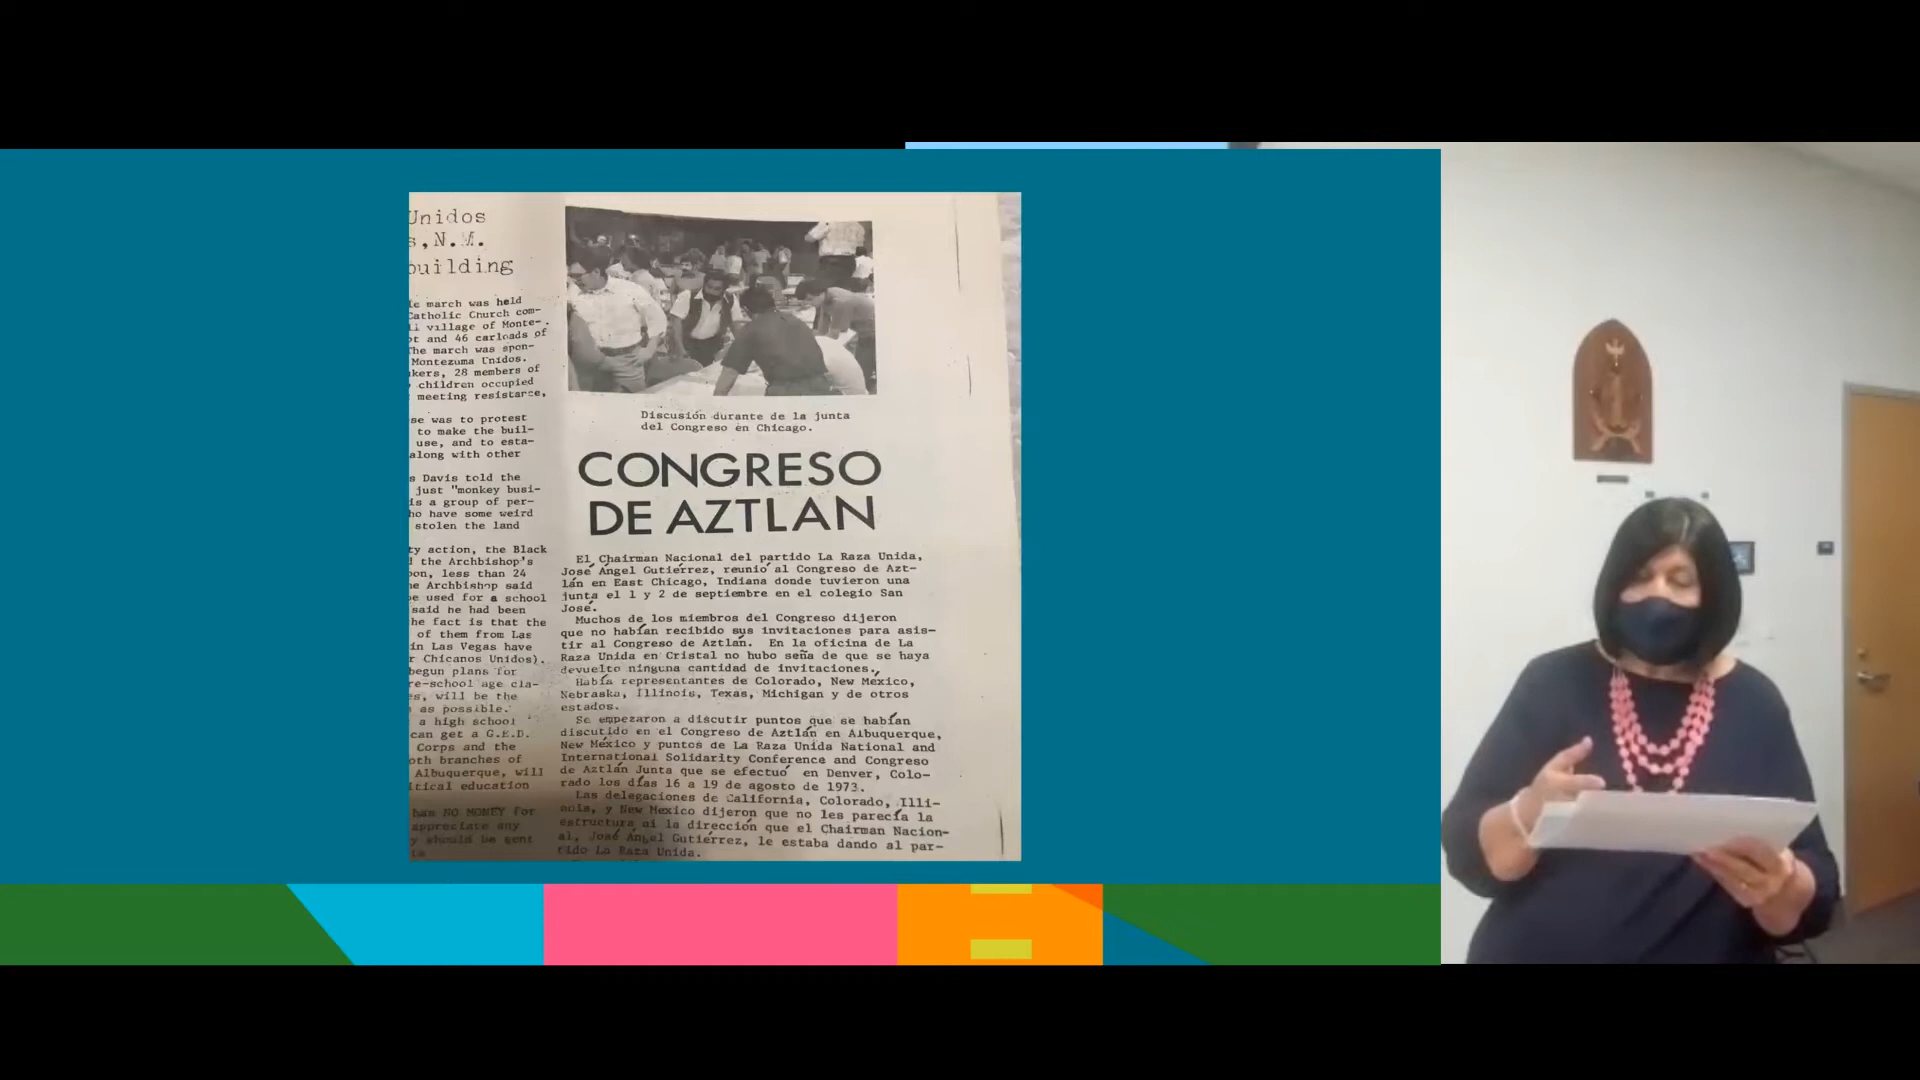 Unidos
s,N.M.
building
le march was held
Catholic Church com-
ll village of Monte-
ot and 46 carloads of
The march was spon-
Montezuma Unidos.
kers, 28 members of
children occupied
meeting resistance,
se was to protest
to make the buil-
use, and to esta-
along with other
s Davis told the
just "monkey busi-
is a group of per-
ho have some weird
stolen the land
ty action, the Black
d the Archbishop's
oon, less than 24
he Archbishop said
be used for a school
said he had been
he fact is that the
of them from Las
in Las Vegas have
r Chicanos Unidos).
begun plans for
re-school age cla-
s, will be the
as possible.
a high school
can get a G.E.D.
Corps and the
oth branches of
Albuquerque, will
itical education
has NO MONEY for
appreciate any
y should be sent
Discusión durante de la junta
del Congreso en Chicago.
CONGRESO
DE AZTLAN
El Chairman Nacional del partido La Raza Unida,
José Ángel Gutiérrez, reunió al Congreso de Azt-
lán en East Chicago, Indiana donde tuvieron una
junta el 1 y 2 de septiembre en el colegio San
José.
Muchos de los miembros del Congreso dijeron
que no habían recibido sus invitaciones para asis-
tir al Congreso de Aztlán. En la oficina de La
Raza Unida en Cristal no hubo seña de que se haya
devuelto ninguna cantidad de invitaciones.
Había representantes de Colorado, New México,
Nebraska, Illinois, Texas, Michigan y de otros
estados.
Se empezaron a discutir puntos que se habían
discutido en el Congreso de Aztlán en Albuquerque,
New México y puntos de La Raza Unida National and
International Solidarity Conference and Congreso
de Aztlán Junta que se efectuó en Denver, Colo-
rado los días 16 a 19 de agosto de 1973.
Las delegaciones de California, Colorado, Illi-
nois, y New Mexico dijeron que no les parecía la
estructura ni la dirección que el Chairman Nacion-
al, José Ángel Gutiérrez, le estaba dando al par-
tido La Raza Unida.